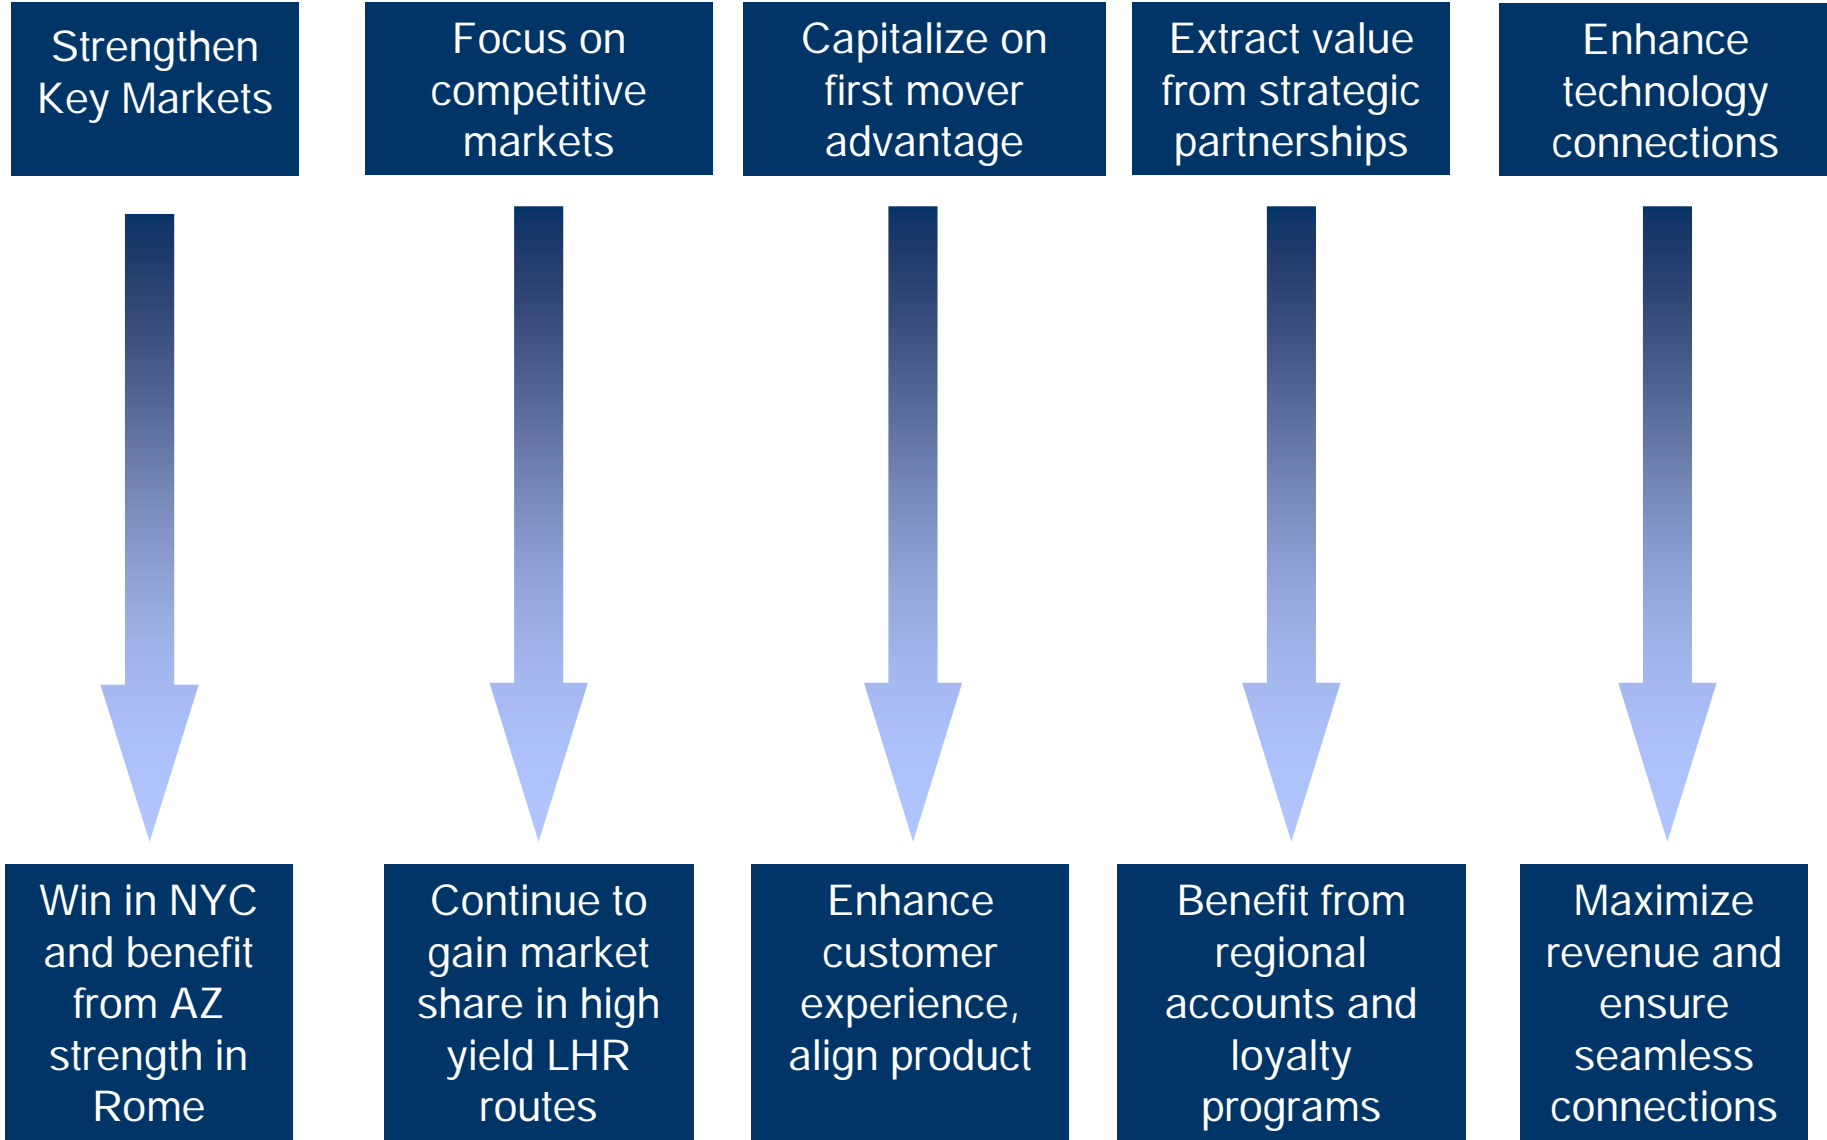 Strengthen
Key Markets
Focus on
competitive
markets
Capitalize on
first mover
advantage
Extract value
from strategic
partnerships
Enhance
technology
connections
Win in NYC
and benefit
from AZ
strength in
Rome
Continue to
gain market
share in high
yield LHR
routes
Enhance
customer
experience,
align product
Benefit from
regional
accounts and
loyalty
programs
Maximize
revenue and
ensure
seamless
connections